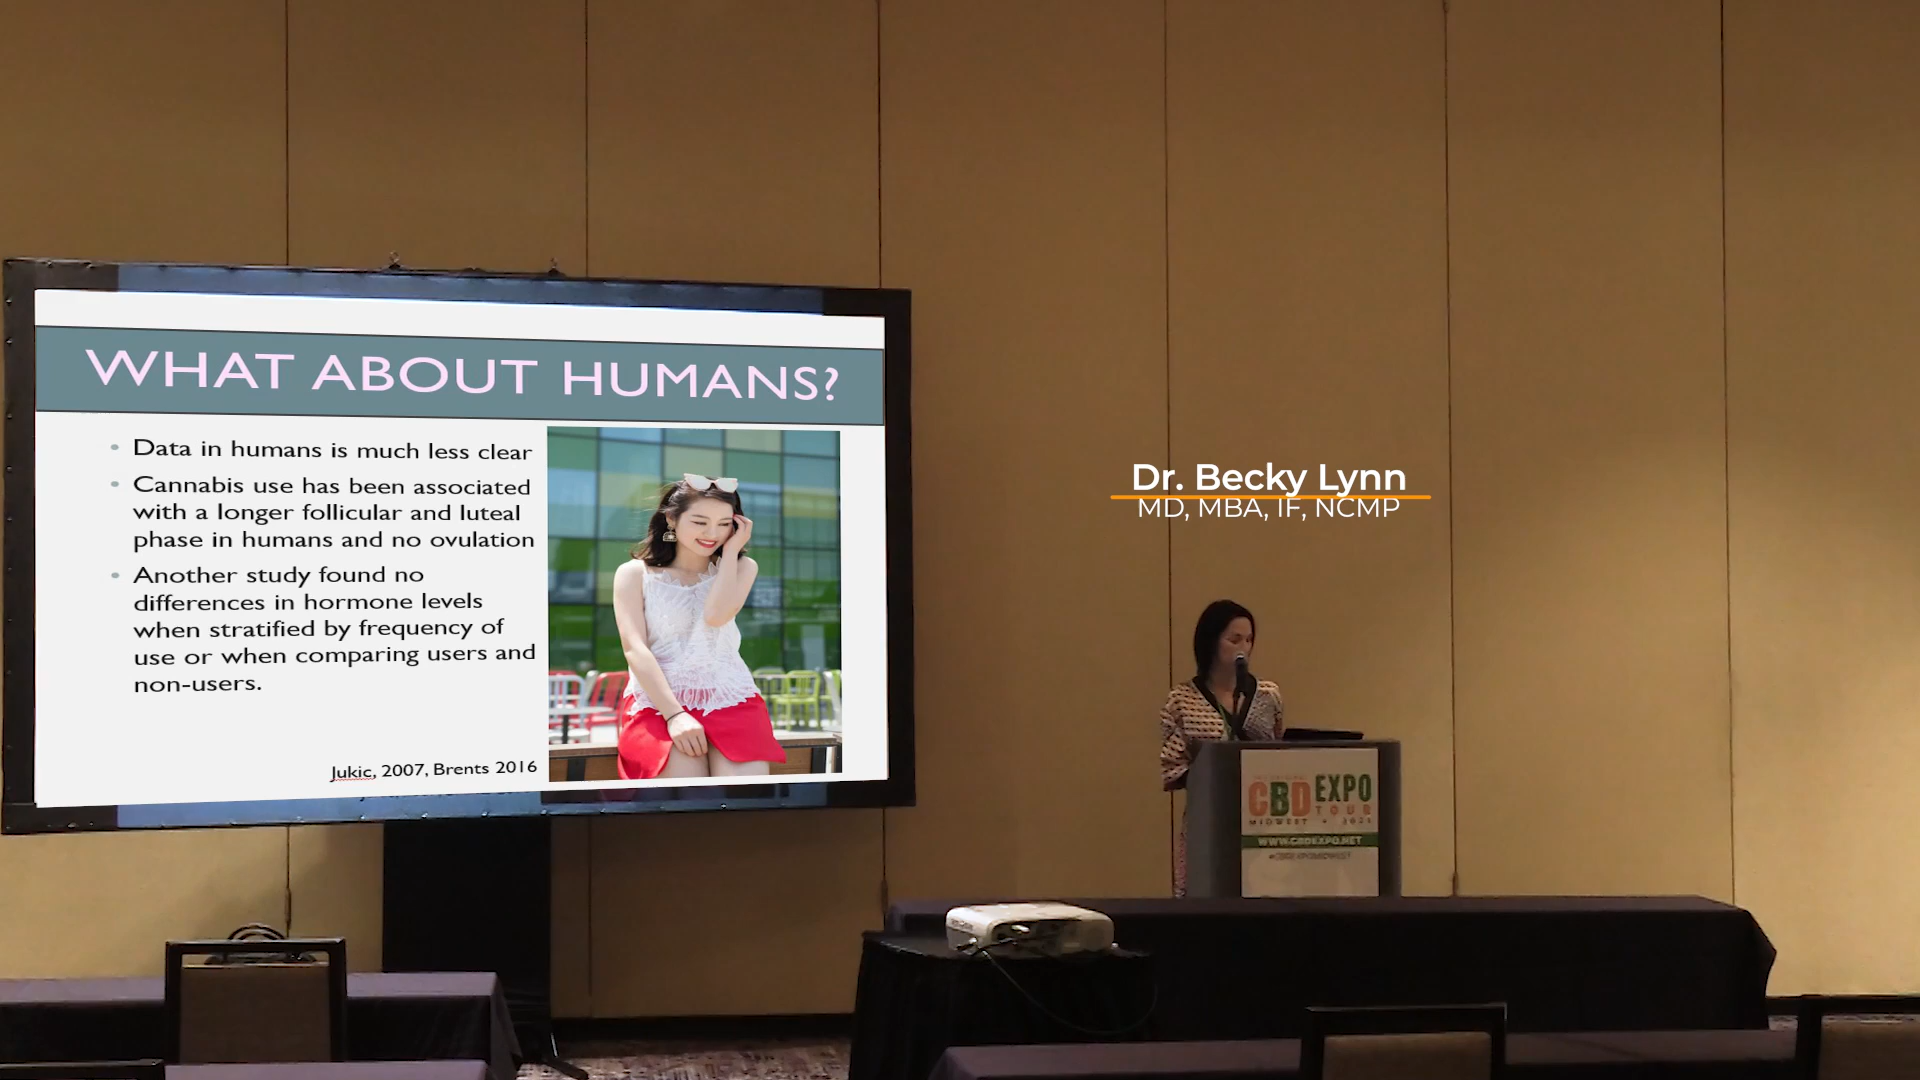 WHAT ABOUT HUMANS?
• Data in humans is much less clear
• Cannabis use has been associated
with a longer follicular and luteal
phase in humans and no ovulation
• Another study found no
differences in hormone levels
when stratified by frequency of
use or when comparing users and
non-users.
Jukic, 2007, Brents 2016
Dr. Becky Lynn
MD, MBA, IF, NCMP
CBD EXPO
TOUR
MIDWEST • 2021
WWW.CBDEXPO.NET
#CBDEXPOMIDWEST